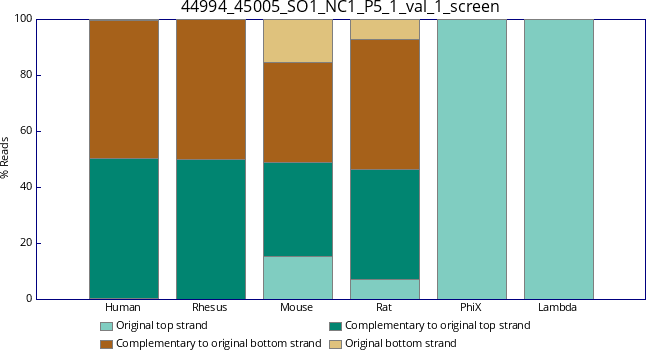 44994_45005_SO1_NC1_P5_1_val_1_screen
100
80
60
40
20
0
% Reads
Human Rhesus Mouse Rat PhiX Lambda
Original top strand Complementary to original top strand
Complementary to original bottom strand Original bottom strand